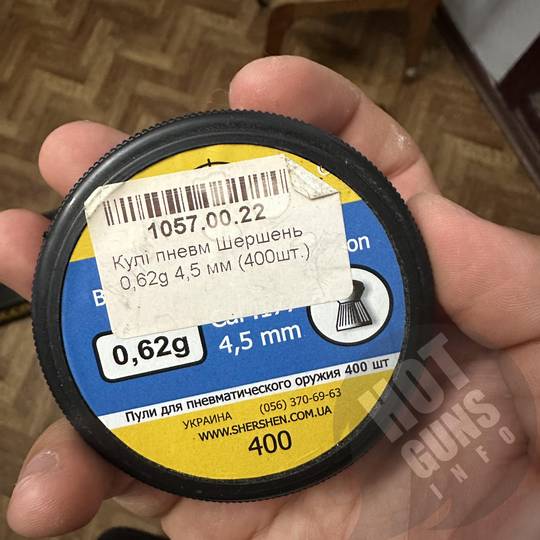 1057.00.22
Кулі пневм Шершень
0,62g 4,5 мм (400шт.)
0,62g
4,5 mm
Пули для пневматического оружия 400 шт
УКРАИНА (056) 370-69-63
WWW.SHERSHEN.COM.UA
400
HOT
GUNS
INFO